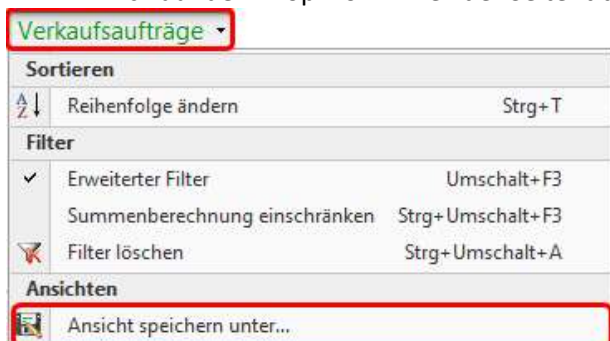 Verkaufsaufträge
Sortieren
Reihenfolge ändern Strg+T
Filter
Erweiterter Filter Umschalt+F3
Summenberechnung einschränken Strg+Umschalt+F3
Filter löschen Strg+Umschalt+A
Ansichten
Ansicht speichern unter...